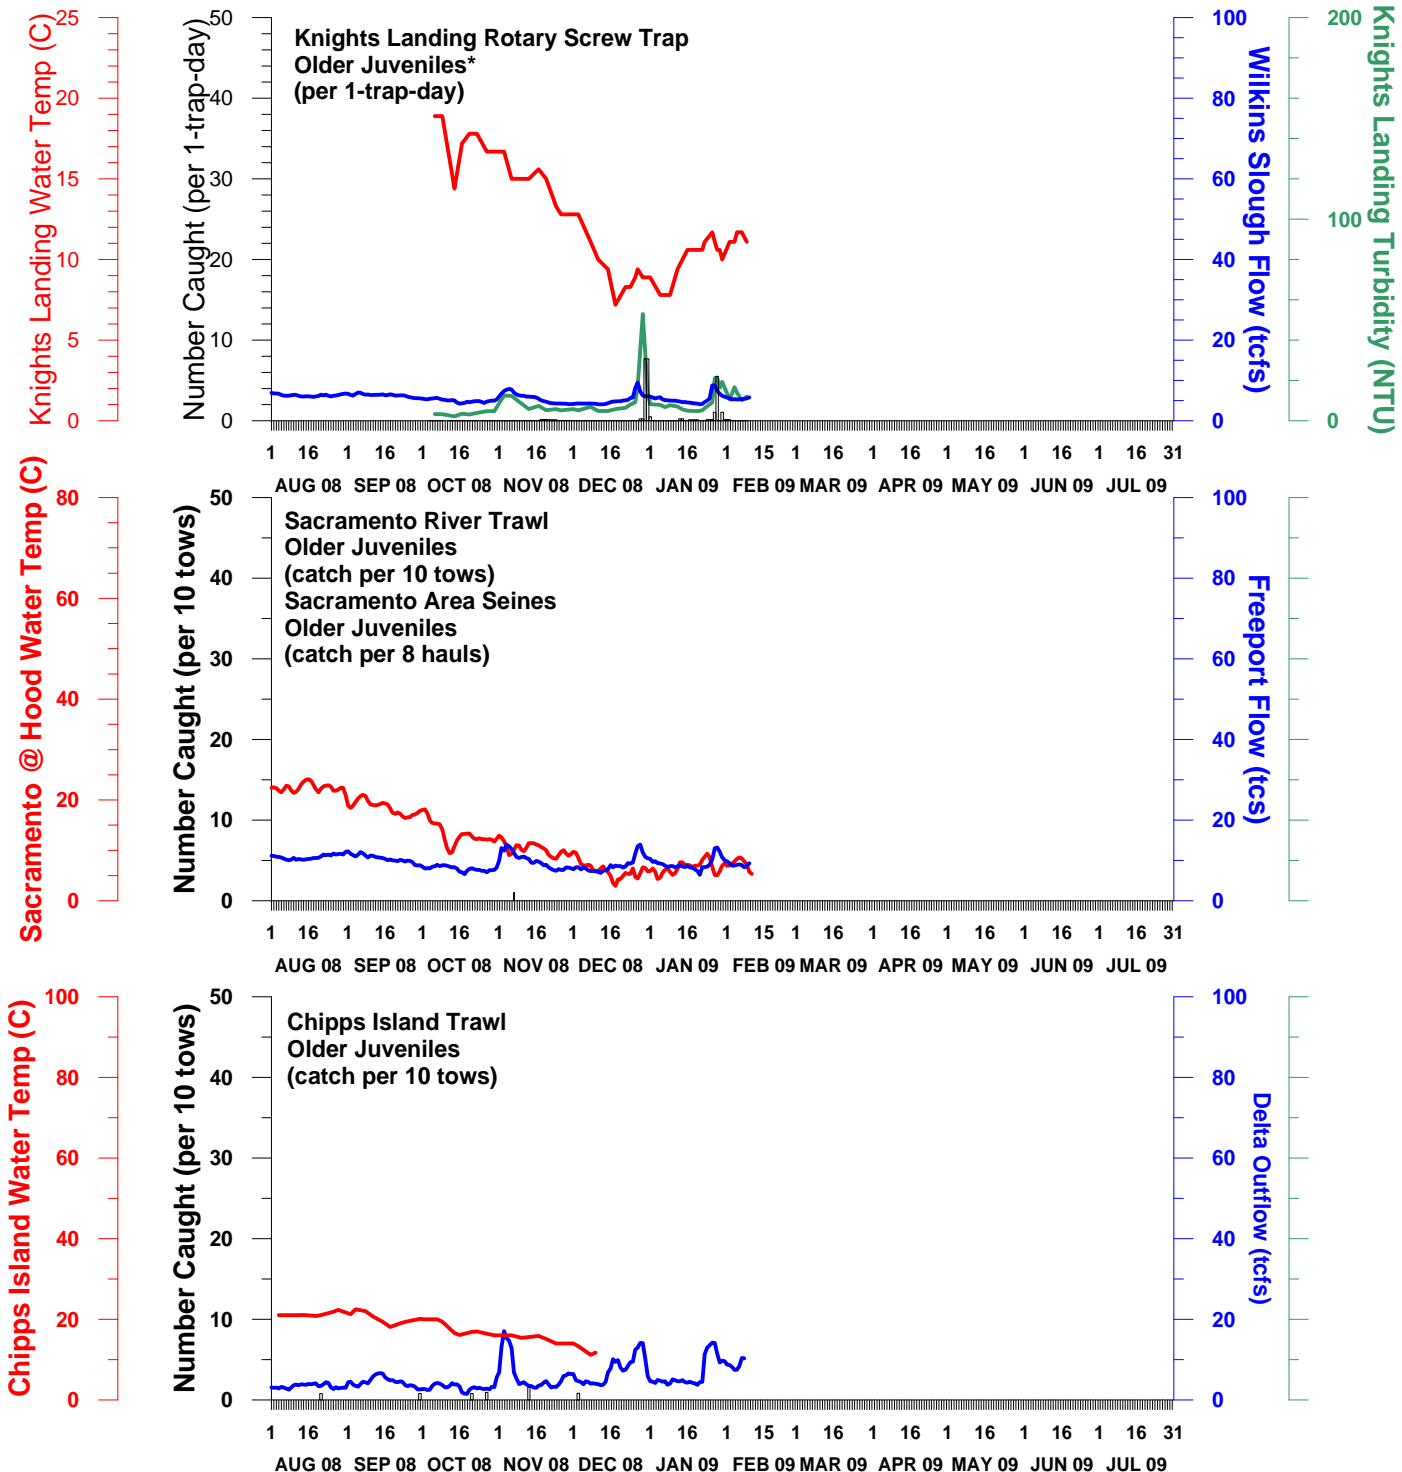 Knights Landing Water Temp (C)
25
20
15
10
5
0
Number Caught (per 1-trap-day)
50
40
30
20
10
0
Knights Landing Rotary Screw Trap
Older Juveniles*
(per 1-trap-day)
100
80
60
40
20
0
Wilkins Slough Flow (tcfs)
200
100
0
Knights Landing Turbidity (NTU)
1 16 1 16 1 16 1 16 1 16 1 16 1 15 1 16 1 16 1 16 1 16 1 16 31
AUG 08 SEP 08 OCT 08 NOV 08 DEC 08 JAN 09 FEB 09 MAR 09 APR 09 MAY 09 JUN 09 JUL 09
Sacramento @ Hood Water Temp (C)
80
60
40
20
0
Number Caught (per 10 tows)
50
40
30
20
10
0
Sacramento River Trawl
Older Juveniles
(catch per 10 tows)
Sacramento Area Seines
Older Juveniles
(catch per 8 hauls)
100
80
60
40
20
0
Freeport Flow (tcs)
1 16 1 16 1 16 1 16 1 16 1 16 1 15 1 16 1 16 1 16 1 16 1 16 31
AUG 08 SEP 08 OCT 08 NOV 08 DEC 08 JAN 09 FEB 09 MAR 09 APR 09 MAY 09 JUN 09 JUL 09
Chipps Island Water Temp (C)
100
80
60
40
20
0
Number Caught (per 10 tows)
50
40
30
20
10
0
Chipps Island Trawl
Older Juveniles
(catch per 10 tows)
100
80
60
40
20
0
Delta Outflow (tcfs)
1 16 1 16 1 16 1 16 1 16 1 16 1 15 1 16 1 16 1 16 1 16 1 16 31
AUG 08 SEP 08 OCT 08 NOV 08 DEC 08 JAN 09 FEB 09 MAR 09 APR 09 MAY 09 JUN 09 JUL 09